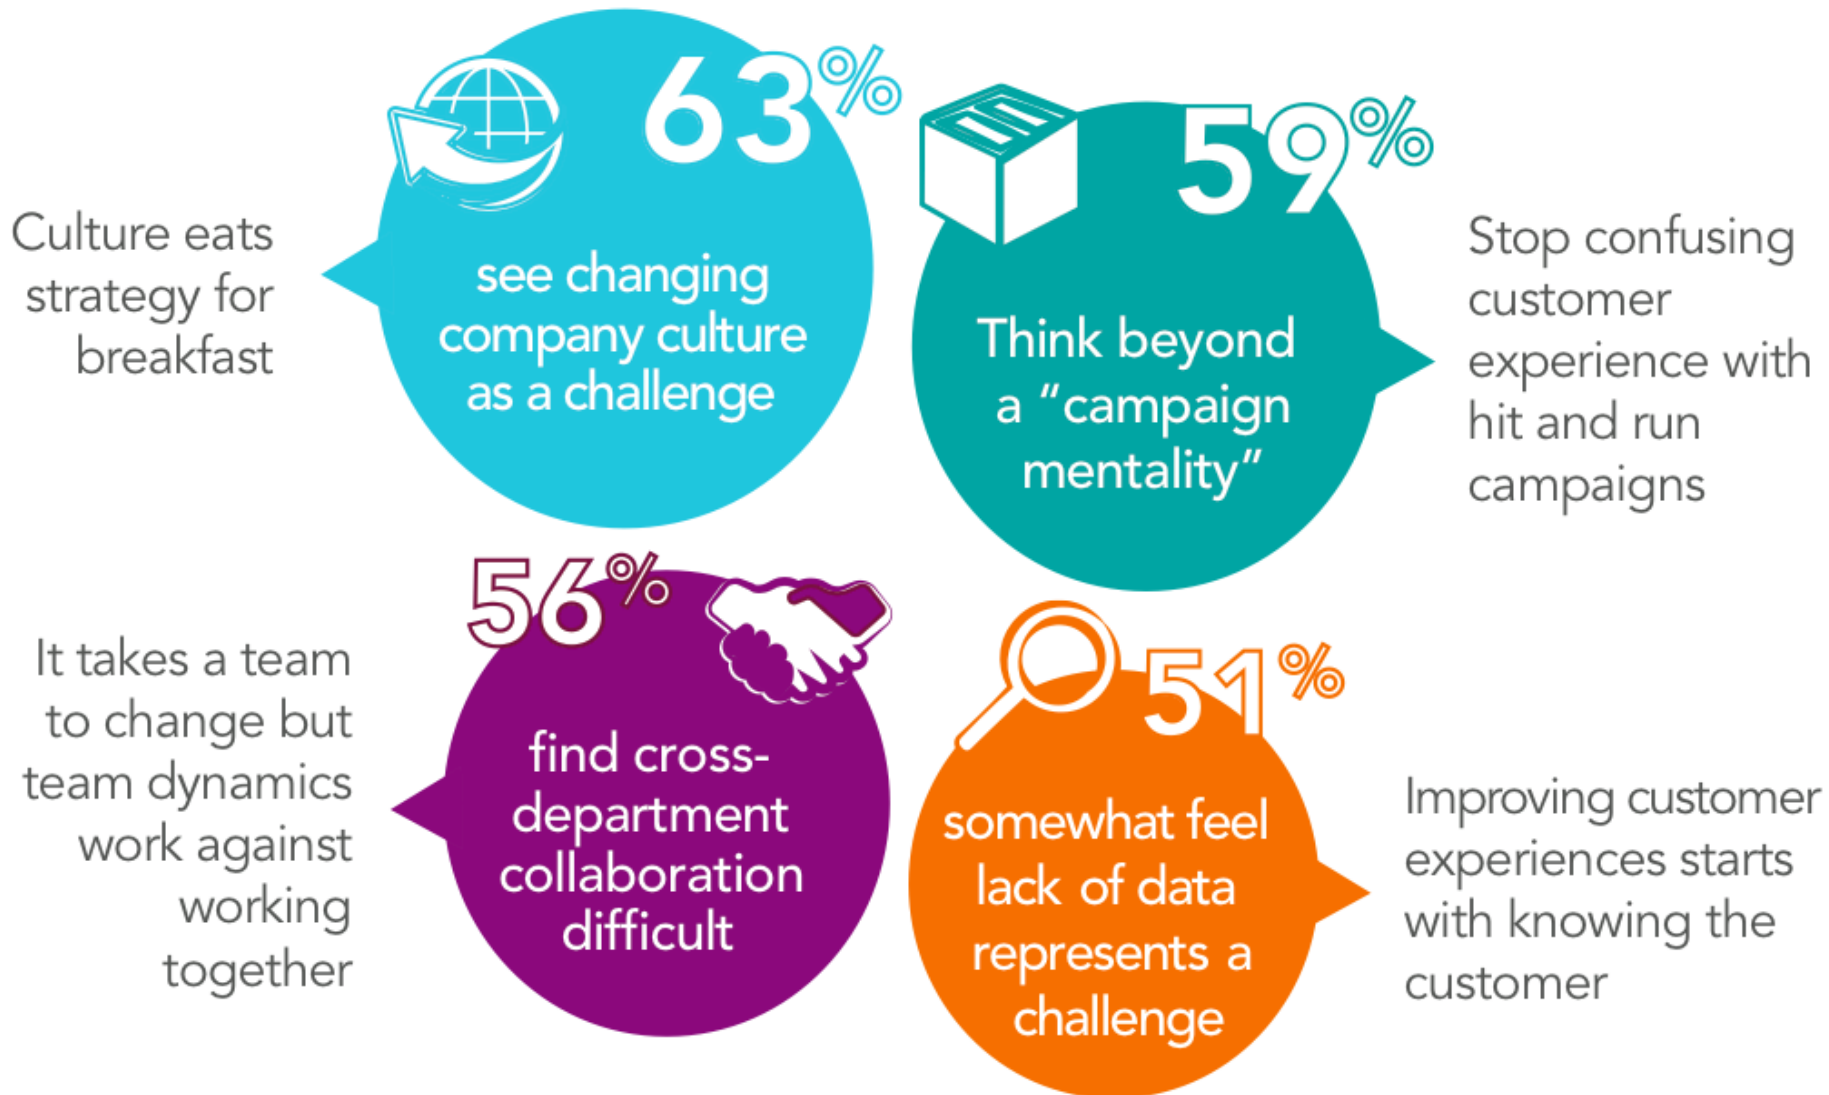 63%
see changing
company culture
as a challenge
Culture eats
strategy for
breakfast
59%
Think beyond
a “campaign
mentality”
Stop confusing
customer
experience with
hit and run
campaigns
56%
find cross-
department
collaboration
difficult
It takes a team
to change but
team dynamics
work against
working
together
51%
somewhat feel
lack of data
represents a
challenge
Improving customer
experiences starts
with knowing the
customer